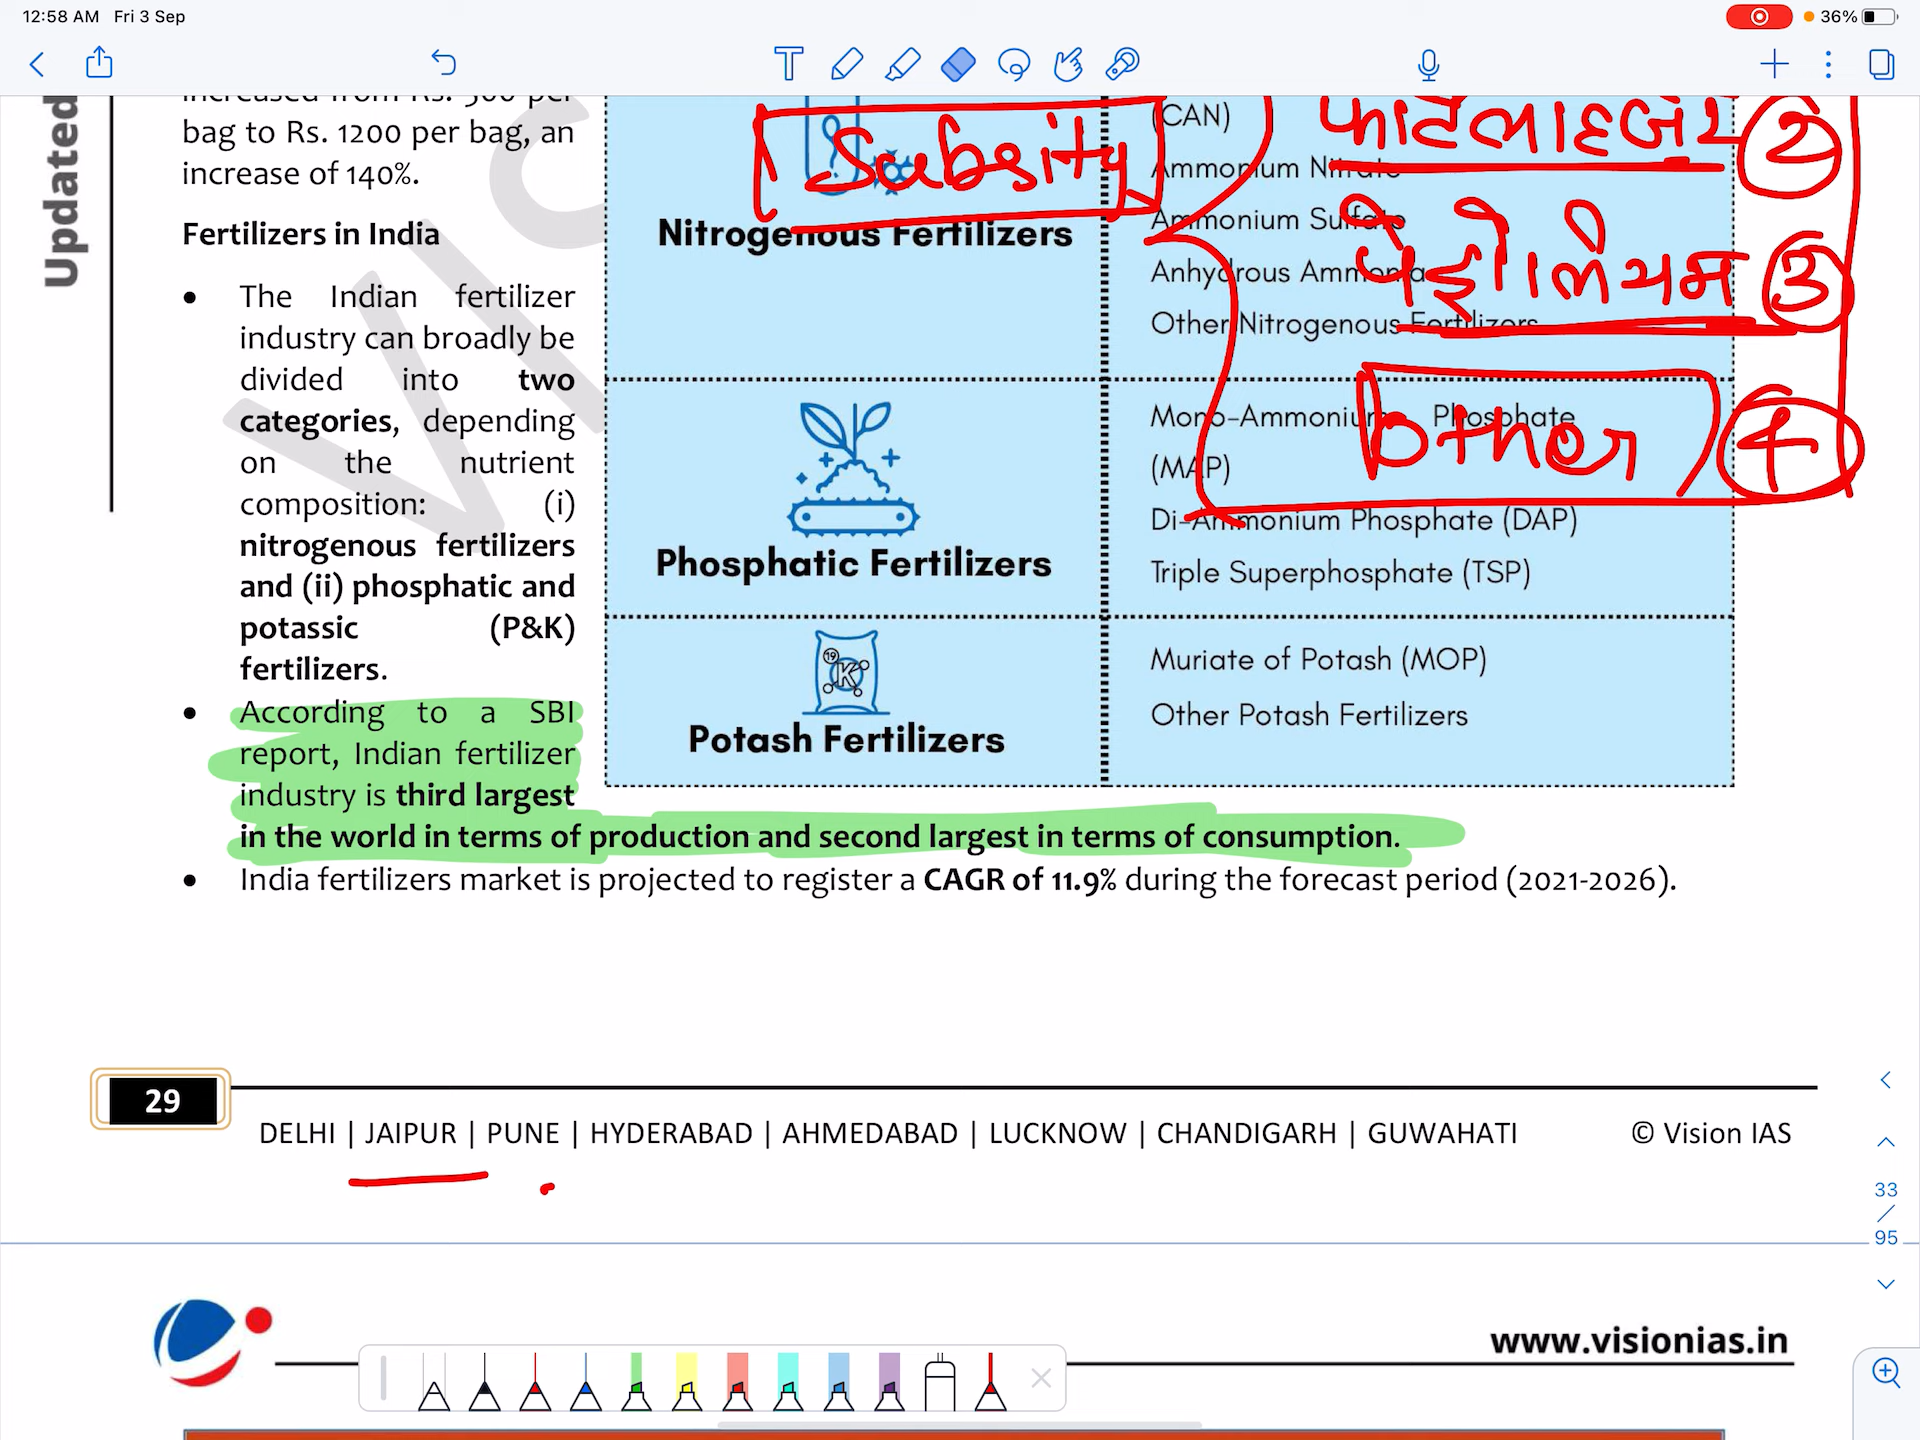 12:58 AM Fri 3 Sep
36%
Updated
bag to Rs. 1200 per bag, an
increase of 140%.
Fertilizers in India
• The Indian fertilizer
industry can broadly be
divided into two
categories, depending
on the nutrient
composition: (i)
nitrogenous fertilizers
and (ii) phosphatic and
potassic (P&K)
fertilizers.
• According to a SBI
report, Indian fertilizer
industry is third largest
in the world in terms of production and second largest in terms of consumption.
• India fertilizers market is projected to register a CAGR of 11.9% during the forecast period (2021-2026).
Nitrogenous Fertilizers
(CAN)
Ammonium Nitrate
Ammonium Sulfate
Anhydrous Ammonia
Other Nitrogenous Fertilizers
Phosphatic Fertilizers
Mono-Ammonium Phosphate
(MAP)
Di-Ammonium Phosphate (DAP)
Triple Superphosphate (TSP)
19
K
Potash Fertilizers
Muriate of Potash (MOP)
Other Potash Fertilizers
Subsity
2
3
other
4
29
DELHI | JAIPUR | PUNE | HYDERABAD | AHMEDABAD | LUCKNOW | CHANDIGARH | GUWAHATI
© Vision IAS
33
/
95
www.visionias.in